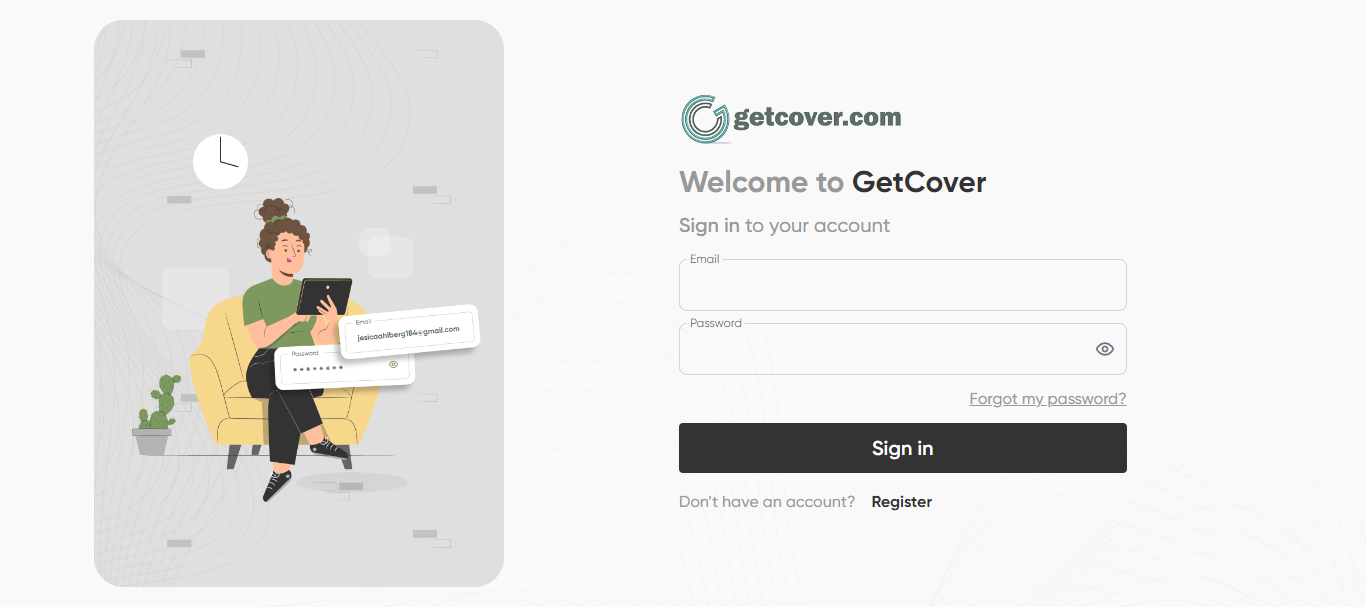 getcover.com
Welcome to GetCover
Sign in to your account
Email
Password
Forgot my password?
Sign in
Don't have an account? Register
Email
jesicaahlberg184@gmail.com
Password